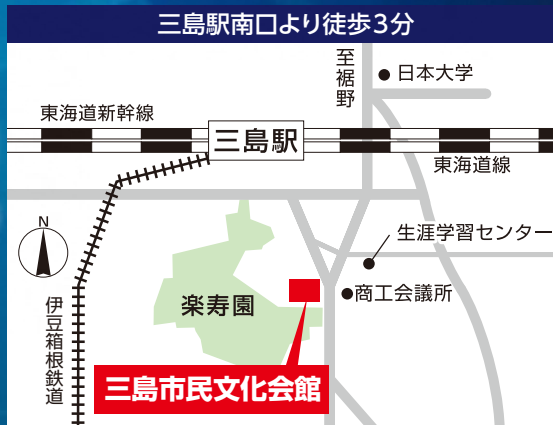 三島駅南口より徒歩3分
至裾野
日本大学
東海道新幹線
三島駅
東海道線
N
生涯学習センター
商工会議所
楽寿園
伊豆箱根鉄道
三島市民文化会館